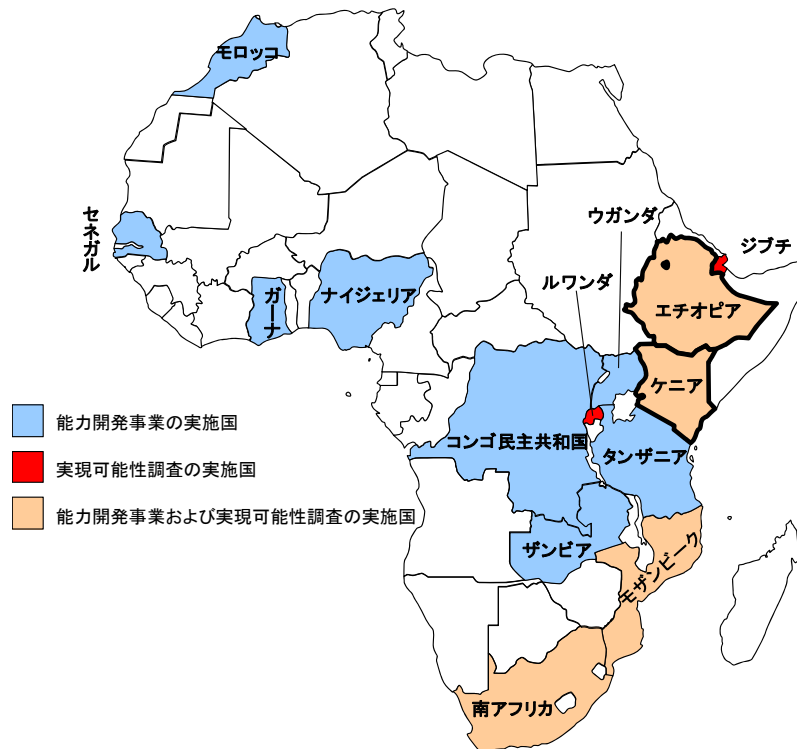 モロッコ
セネガル
ガーナ
ナイジェリア
ウガンダ
ジブチ
ルワンダ
エチオピア
ケニア
コンゴ民主共和国
タンザニア
ザンビア
モザンビーク
南アフリカ
能力開発事業の実施国
実現可能性調査の実施国
能力開発事業および実現可能性調査の実施国